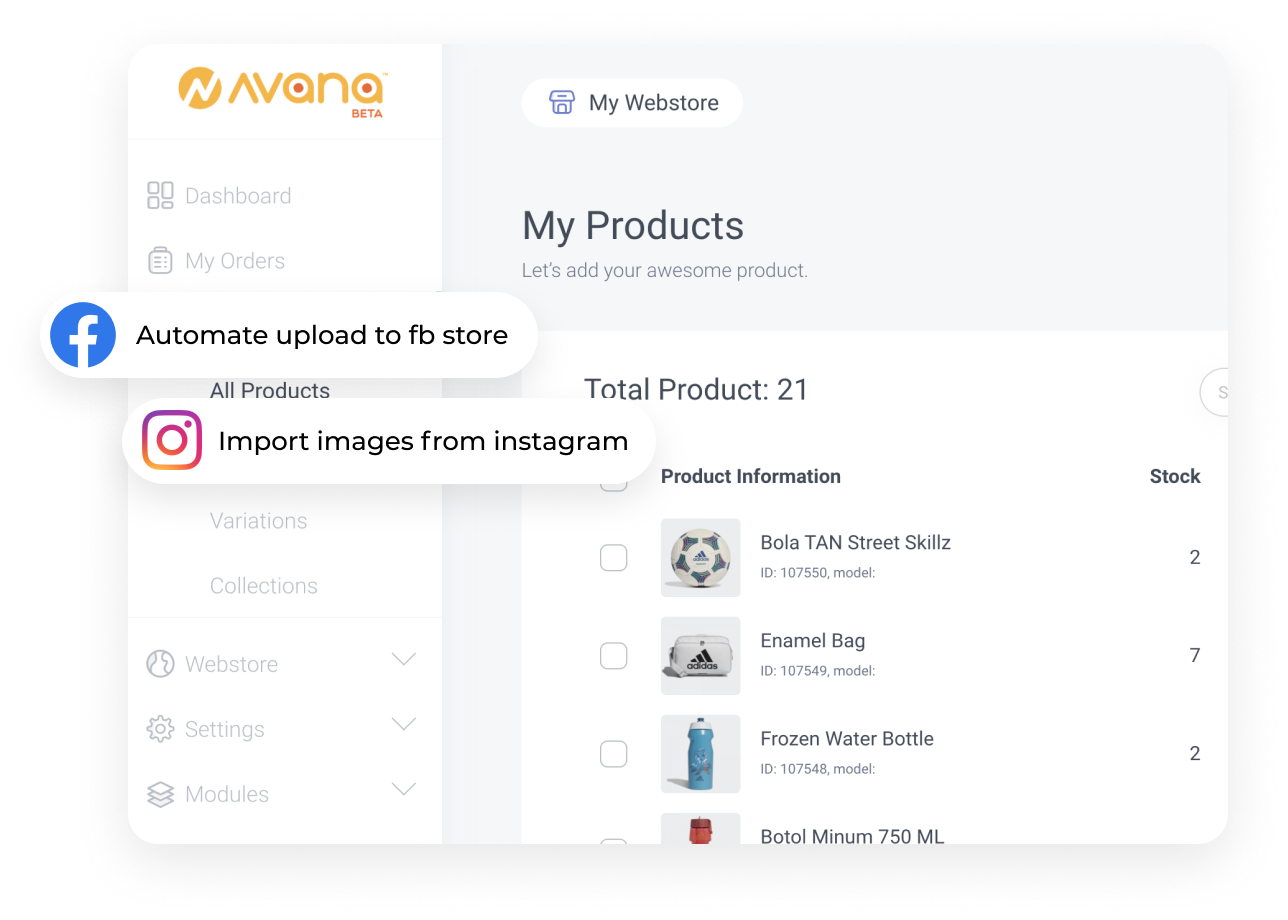 AVANA™
BETA
My Webstore
Dashboard
My Orders
My Products
Let’s add your awesome product.
Automate upload to fb store
All Products
Total Product: 21
S
Import images from instagram
Product Information
Stock
Variations
Collections
Bola TAN Street Skillz
ID: 107550, model:
2
adidas
Enamel Bag
ID: 107549, model:
7
adidas
Frozen Water Bottle
ID: 107548, model:
2
Botol Minum 750 ML
Webstore
Settings
Modules